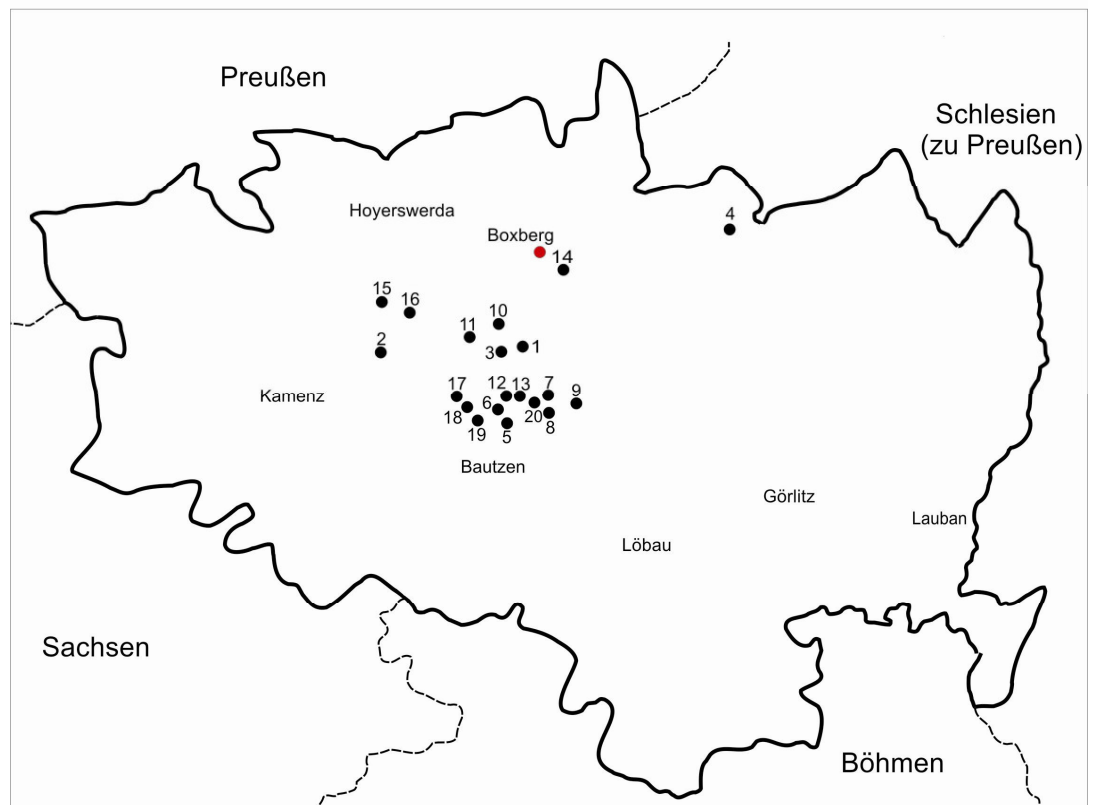 Preußen
Schlesien
(zu Preußen)
Hoyerswerda
4
Boxberg
14
15
16
10
11
2
3
1
Kamenz
17
12
13
7
9
6
18
20
8
19
5
Bautzen
Görlitz
Lauban
Löbau
Sachsen
Böhmen